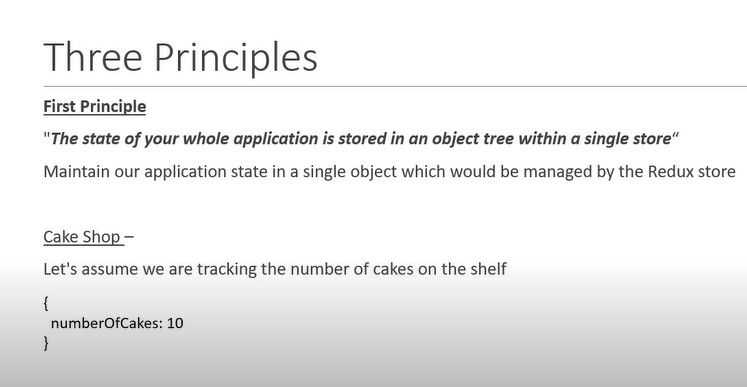 Three Principles
First Principle
"The state of your whole application is stored in an object tree within a single store“
Maintain our application state in a single object which would be managed by the Redux store
Cake Shop –
Let's assume we are tracking the number of cakes on the shelf
{
numberOfCakes: 10
}